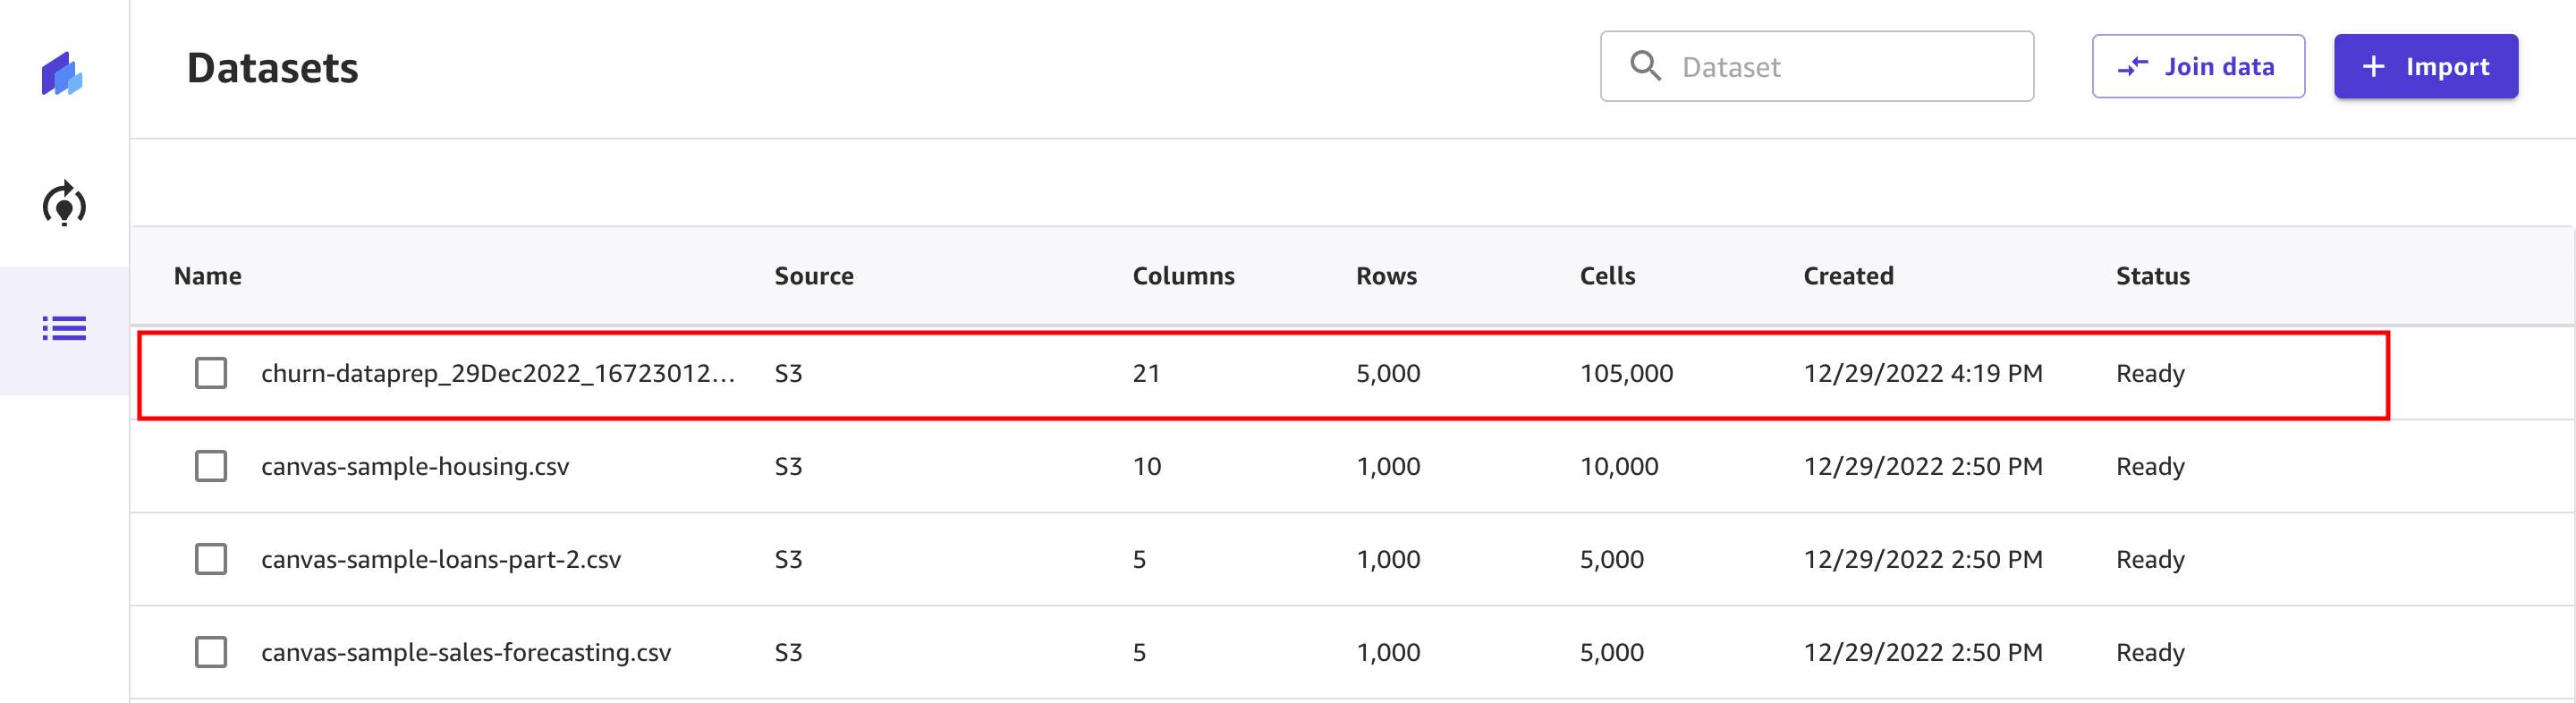 Datasets
Dataset
Join data
Import
Name Source Columns Rows Cells Created Status
churn-dataprep_29Dec2022_16723012... S3 21 5,000 105,000 12/29/2022 4:19 PM Ready
canvas-sample-housing.csv S3 10 1,000 10,000 12/29/2022 2:50 PM Ready
canvas-sample-loans-part-2.csv S3 5 1,000 5,000 12/29/2022 2:50 PM Ready
canvas-sample-sales-forecasting.csv S3 5 1,000 5,000 12/29/2022 2:50 PM Ready